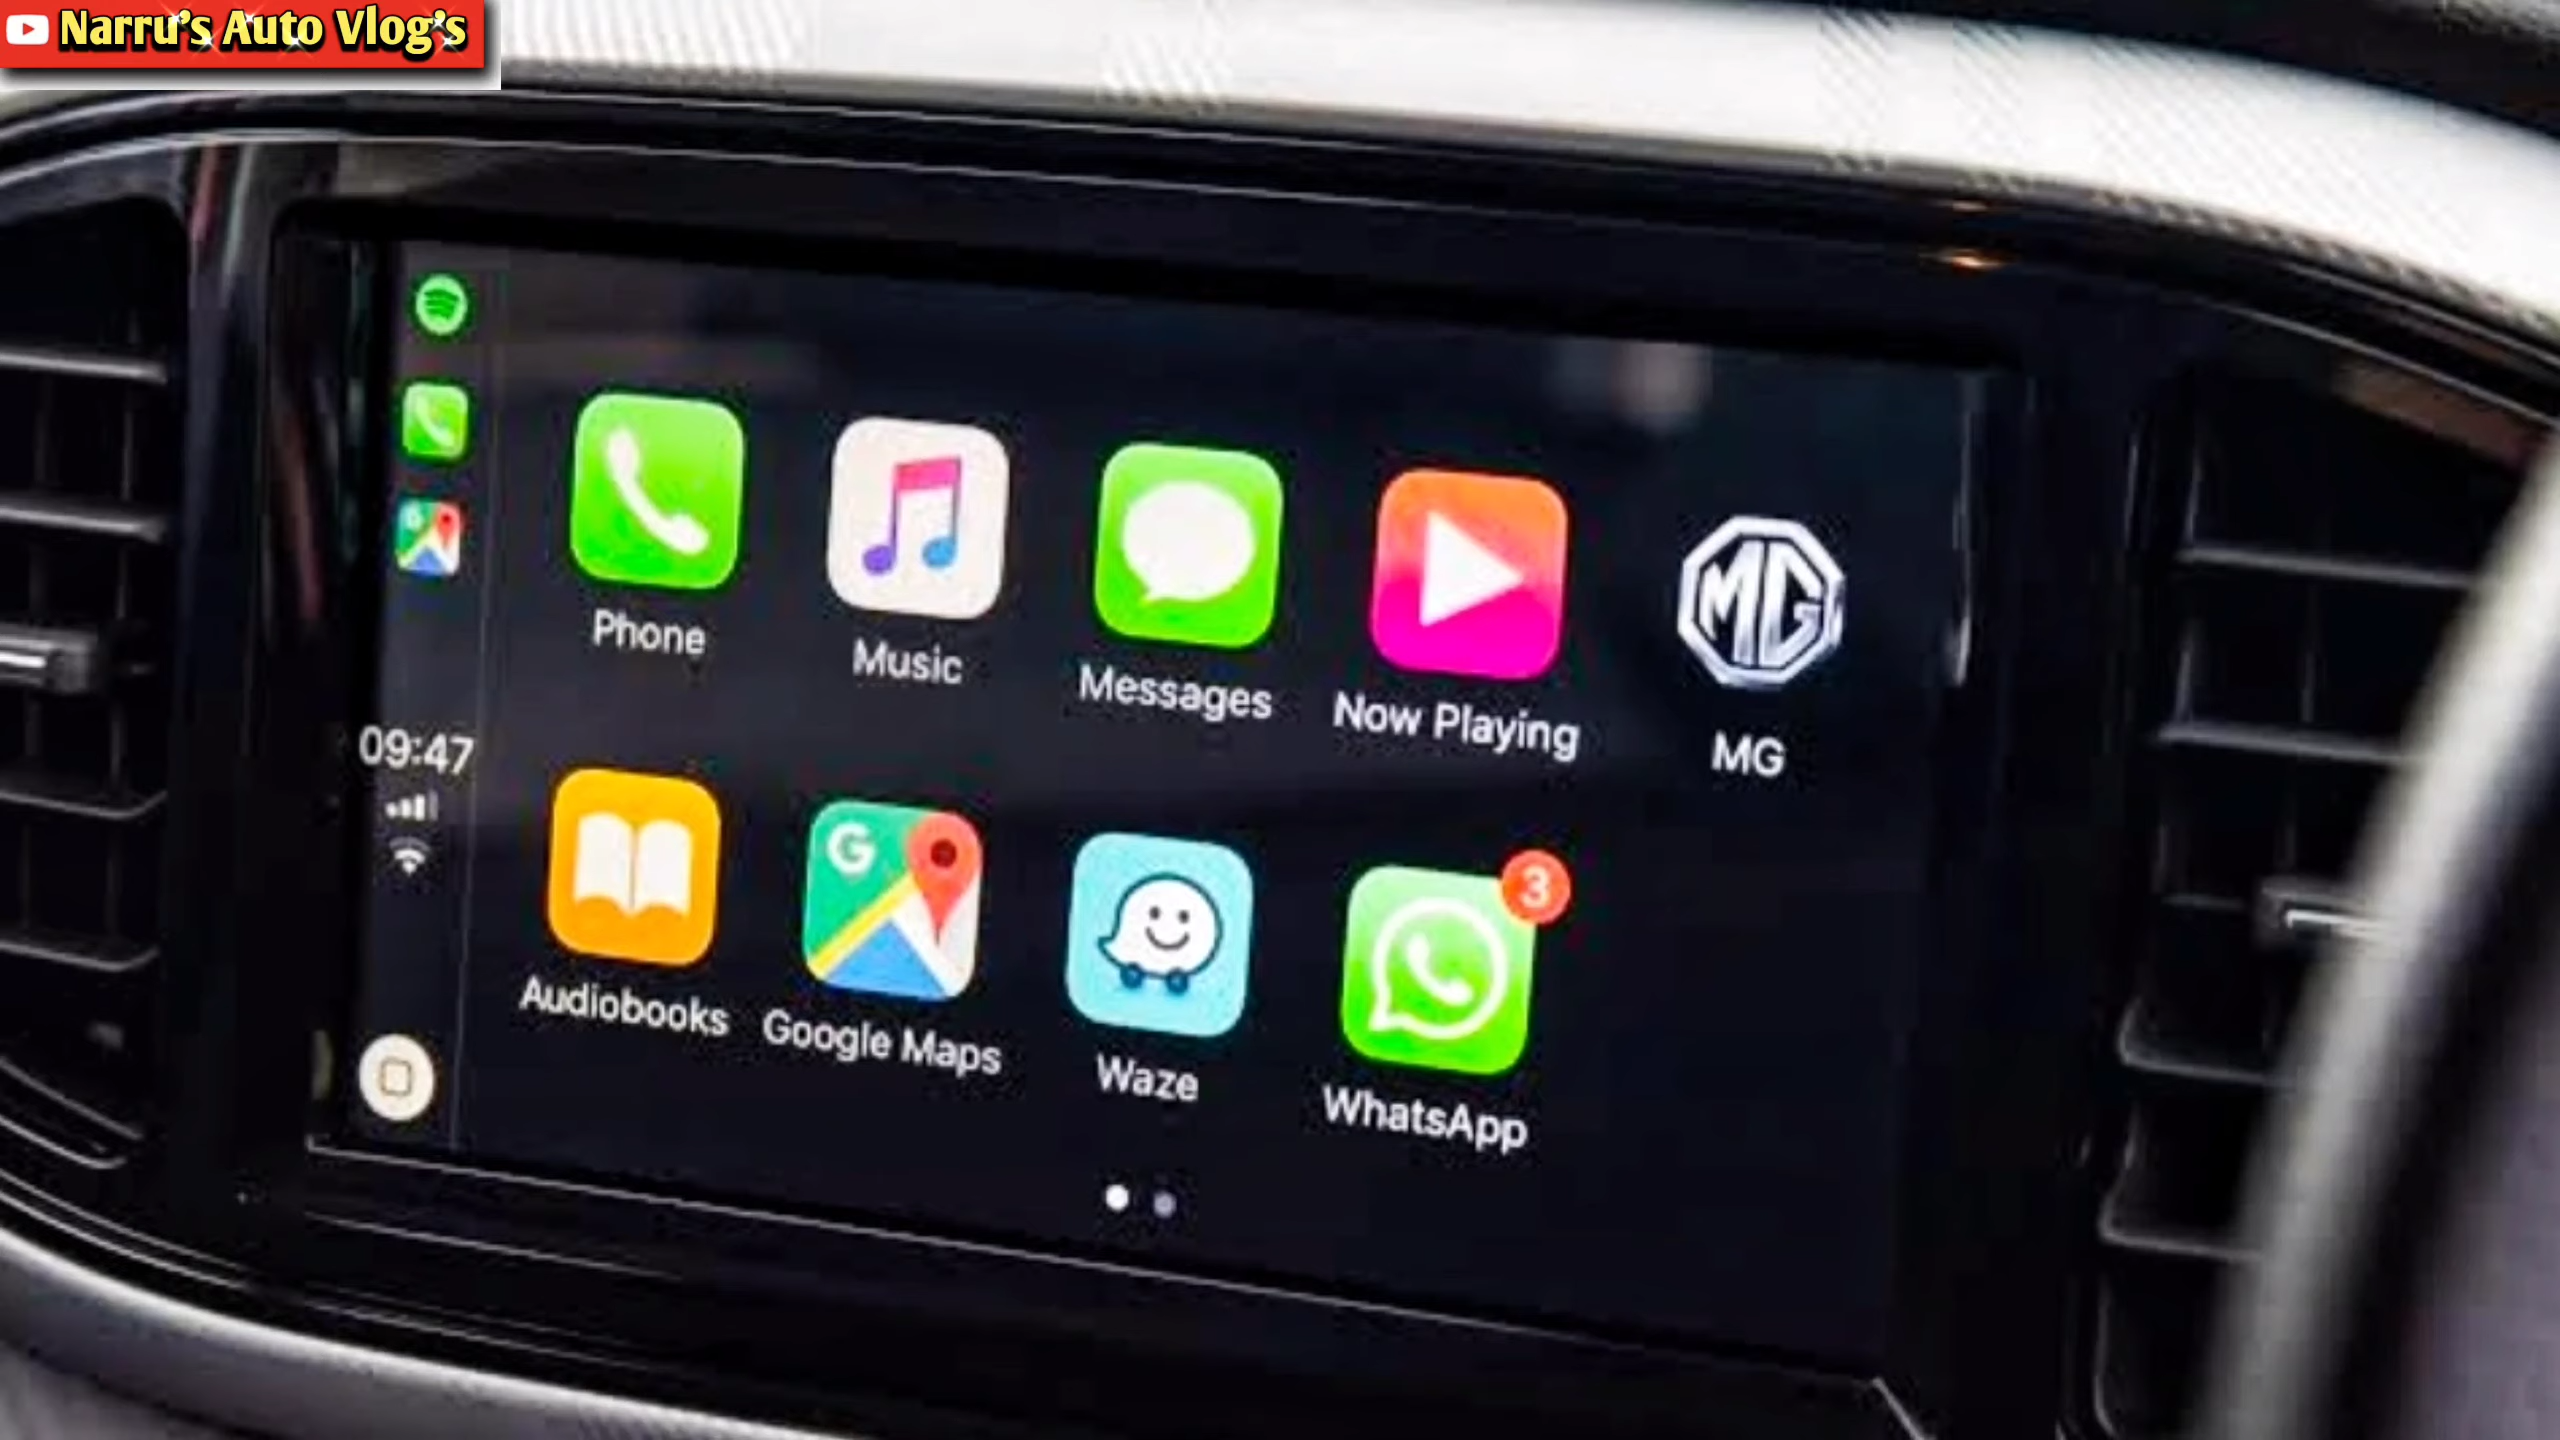 Narru's Auto Vlog's
Phone
Music
Messages
Now Playing
MG
MG
09:47
Audiobooks
G
Google Maps
Waze
3
WhatsApp